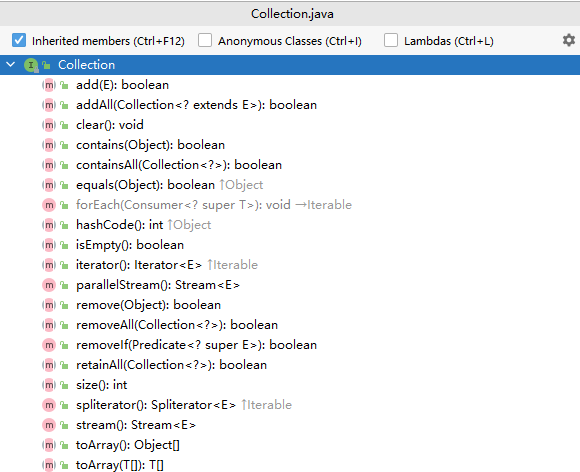 Collection.java
Inherited members (Ctrl+F12) Anonymous Classes (Ctrl+I) Lambdas (Ctrl+L)
I Collection
m add(E): boolean
m addAll(Collection<? extends E>): boolean
m clear(): void
m contains(Object): boolean
m containsAll(Collection<?>): boolean
m equals(Object): boolean ↑Object
m forEach(Consumer<? super T>): void →Iterable
m hashCode(): int ↑Object
m isEmpty(): boolean
m iterator(): Iterator<E> ↑Iterable
m parallelStream(): Stream<E>
m remove(Object): boolean
m removeAll(Collection<?>): boolean
m removeIf(Predicate<? super E>): boolean
m retainAll(Collection<?>): boolean
m size(): int
m spliterator(): Spliterator<E> ↑Iterable
m stream(): Stream<E>
m toArray(): Object[]
m toArray(T[]): T[]